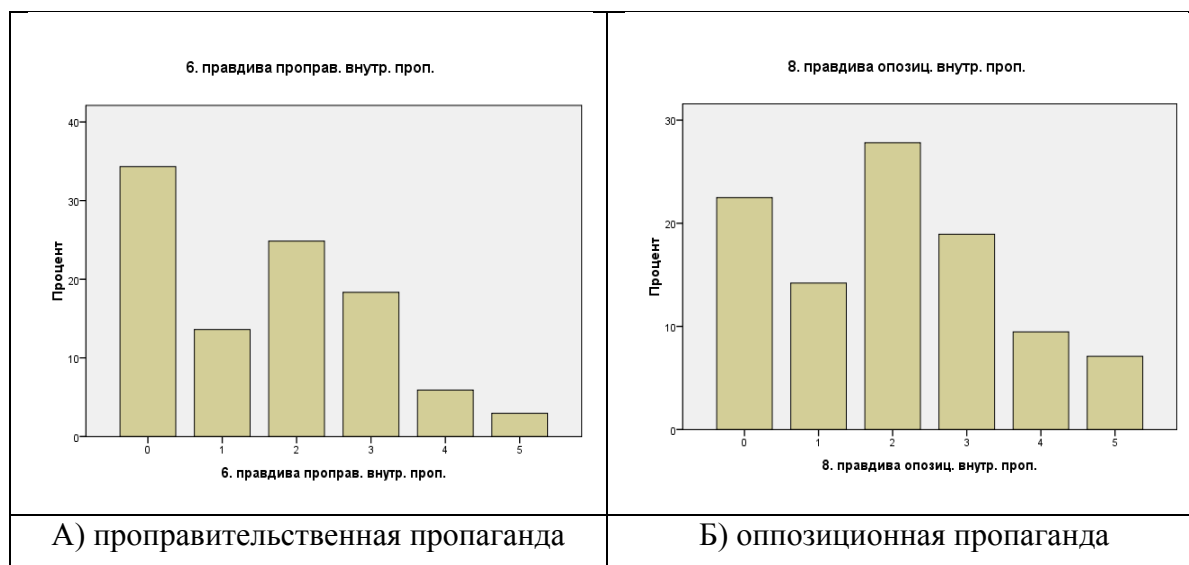 6. правдива проправ. внутр. проп.
40
30
20
10
0
Процент
0 1 2 3 4 5
6. правдива проправ. внутр. проп.
А) проправительственная пропаганда
8. правдива опозиц. внутр. проп.
30
20
10
0
Процент
0 1 2 3 4 5
8. правдива опозиц. внутр. проп.
Б) оппозиционная пропаганда